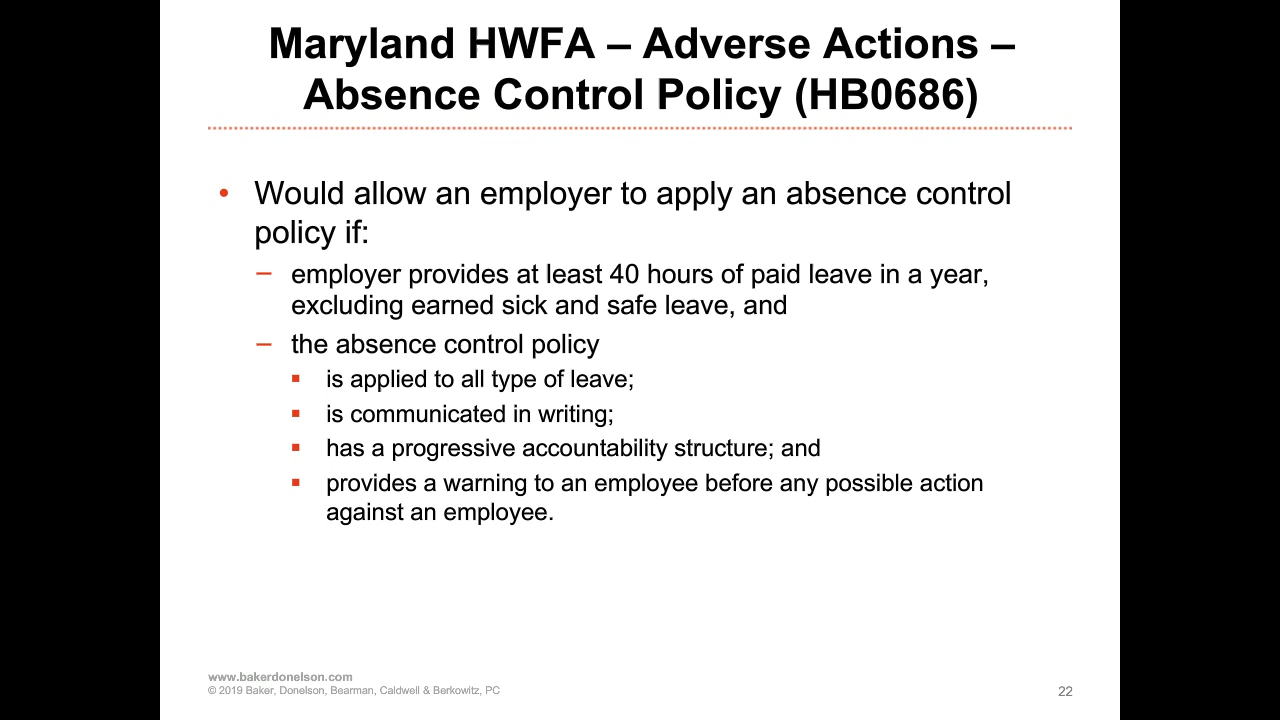 Maryland HWFA – Adverse Actions –
Absence Control Policy (HB0686)
• Would allow an employer to apply an absence control
policy if:
– employer provides at least 40 hours of paid leave in a year,
excluding earned sick and safe leave, and
– the absence control policy
▪ is applied to all type of leave;
▪ is communicated in writing;
▪ has a progressive accountability structure; and
▪ provides a warning to an employee before any possible action
against an employee.
www.bakerdonelson.com
© 2019 Baker, Donelson, Bearman, Caldwell & Berkowitz, PC
22